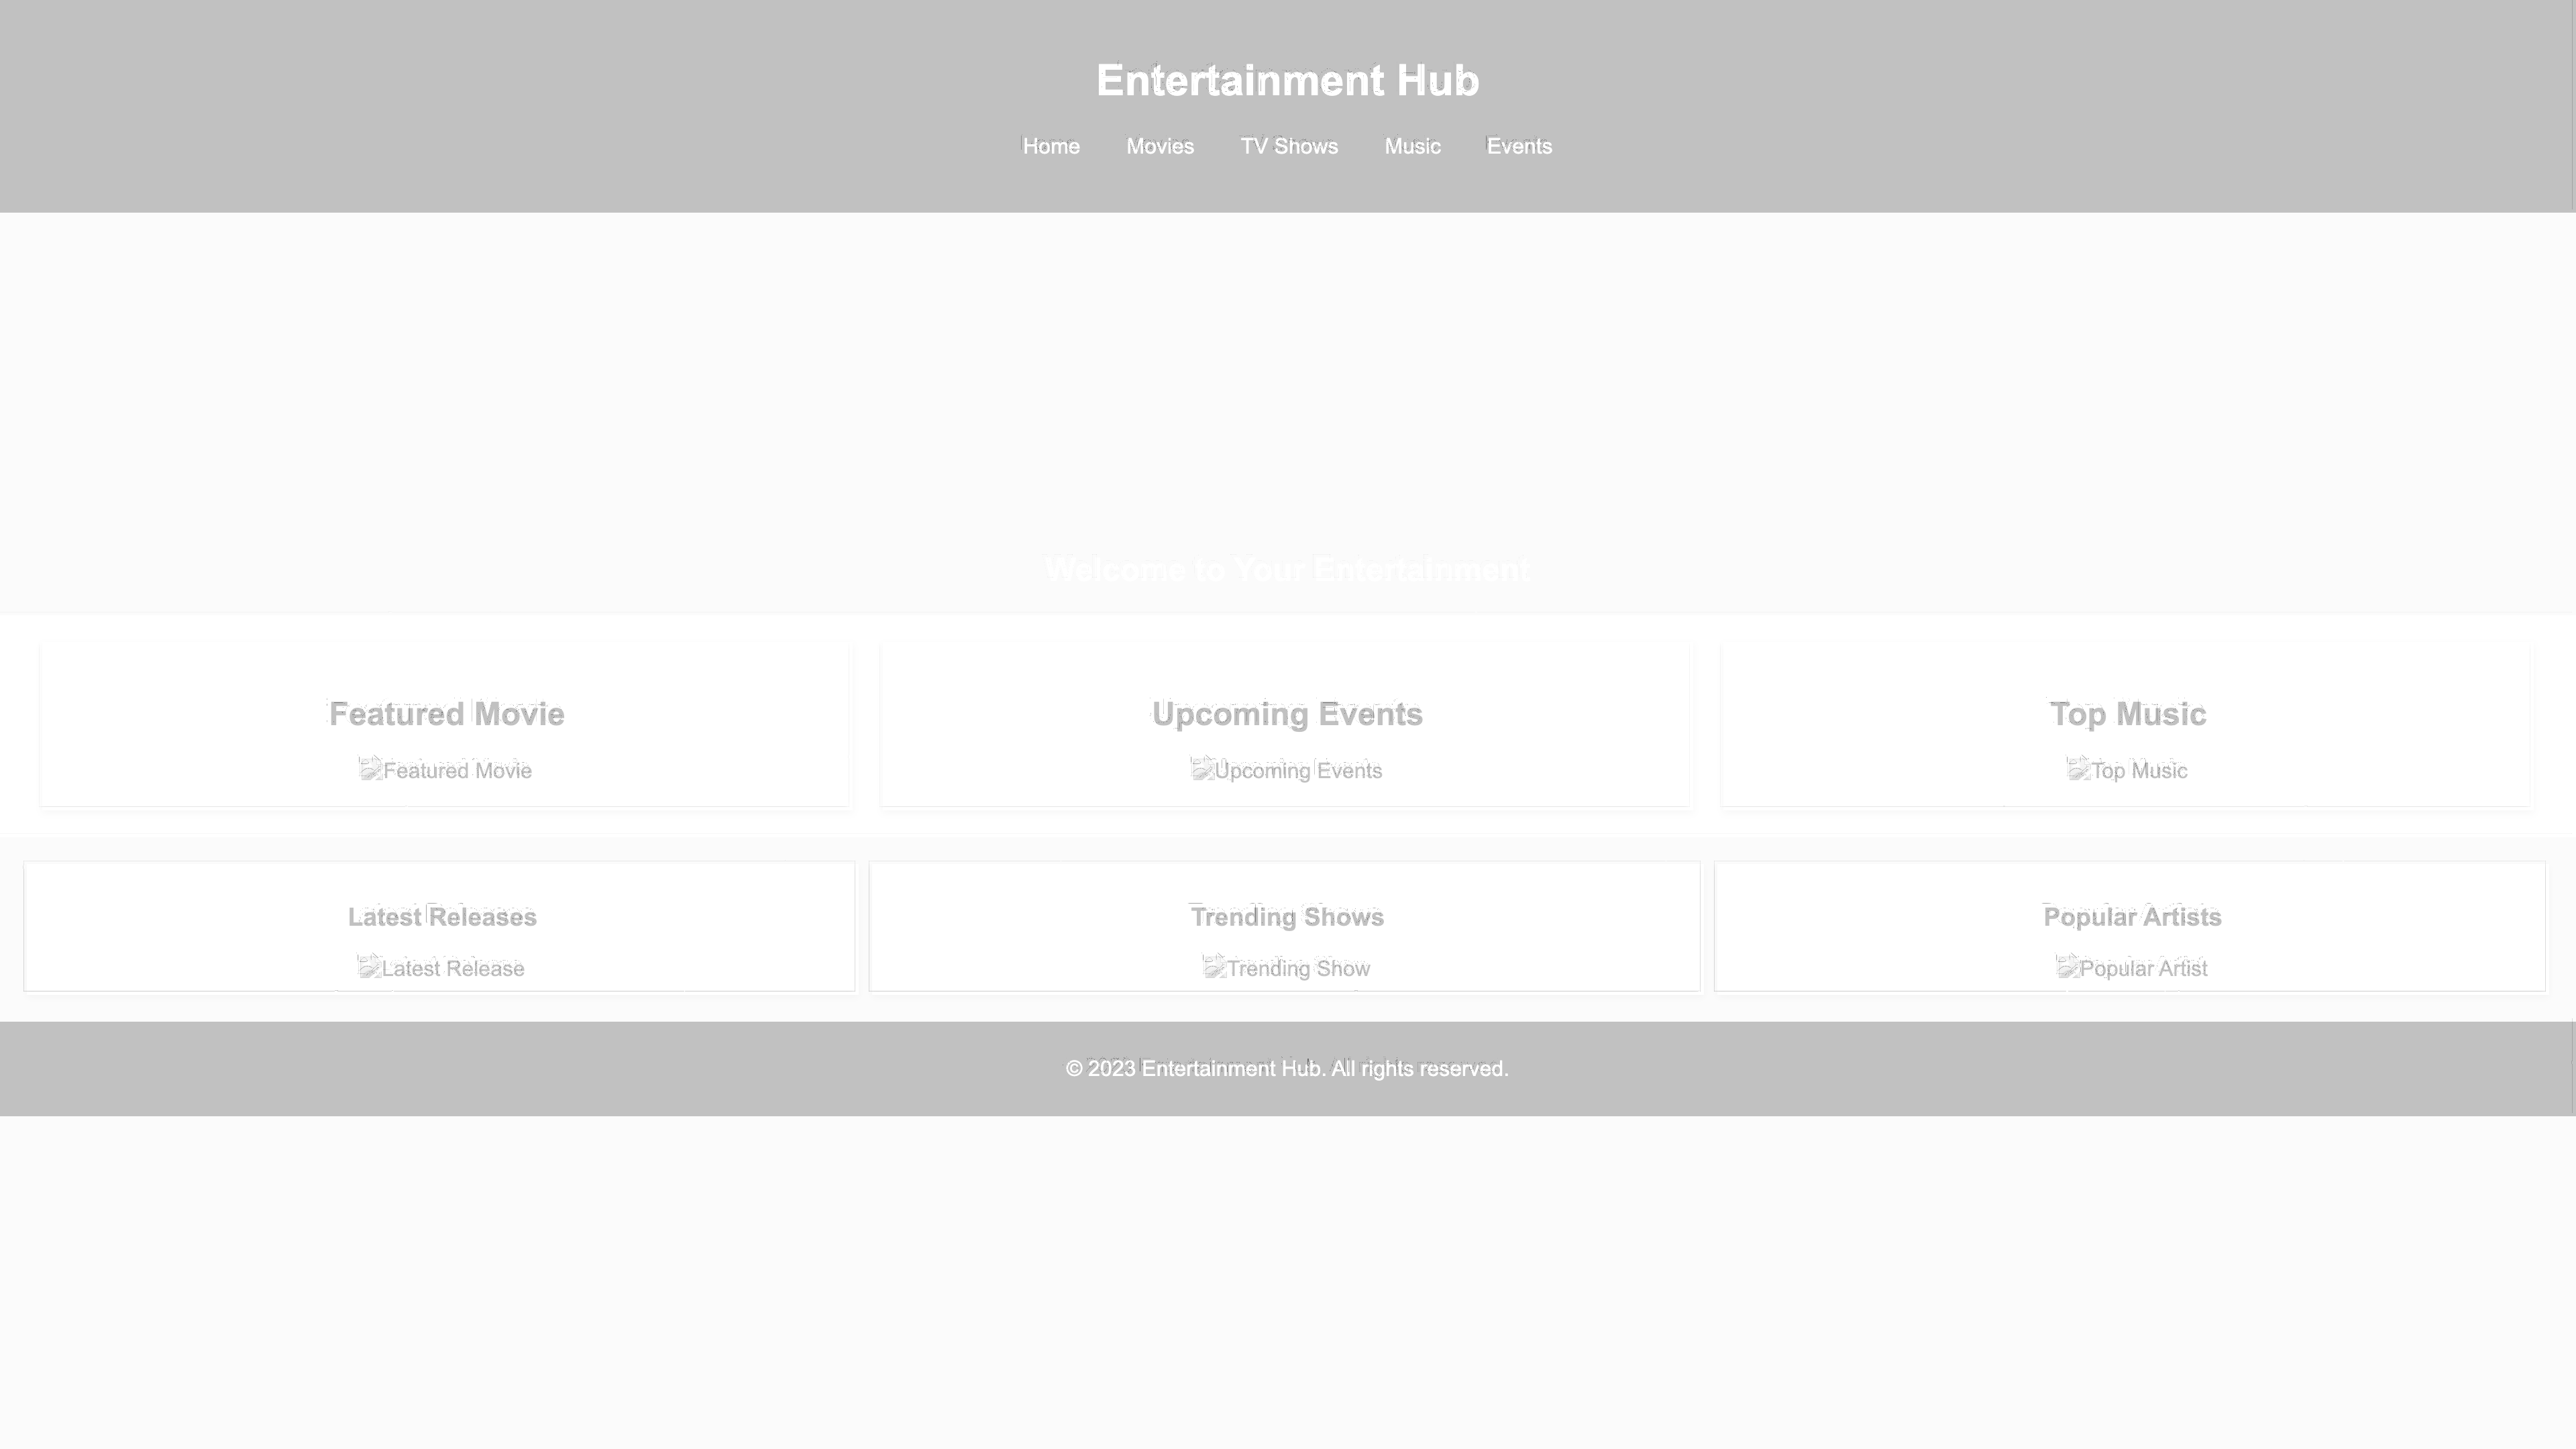 Entertainment Hub
Home Movies TV Shows Music Events
Welcome to Your Entertainment
Featured Movie Upcoming Events Top Music
Featured Movie Upcoming Events Top Music
Latest Releases Trending Shows Popular Artists
Latest Release Trending Show Popular Artist
© 2023 Entertainment Hub. All rights reserved.